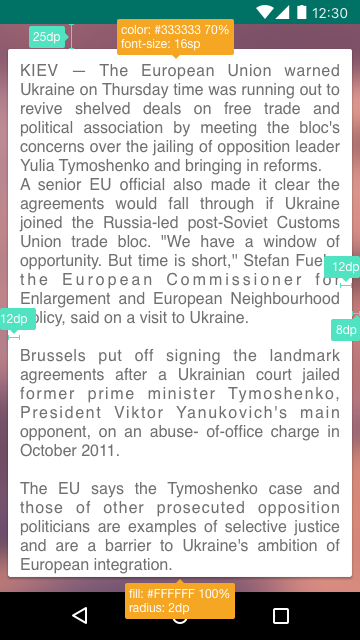 12:30
25dp
color: #333333 70%
font-size: 16sp
KIEV — The European Union warned
Ukraine on Thursday time was running out to
revive shelved deals on free trade and
political association by meeting the bloc's
concerns over the jailing of opposition leader
Yulia Tymoshenko and bringing in reforms.
A senior EU official also made it clear the
agreements would fall through if Ukraine
joined the Russia-led post-Soviet Customs
Union trade bloc. "We have a window of
opportunity. But time is short," Stefan
12dp
the European Commissioner for
Enlargement and European Neighbourhood
12dp
said on a visit to Ukraine.
8dp
Brussels put off signing the landmark
agreements after a Ukrainian court jailed
former prime minister Tymoshenko,
President Viktor Yanukovich's main
opponent, on an abuse- of-office charge in
October 2011.
The EU says the Tymoshenko case and
those of other prosecuted opposition
politicians are examples of selective justice
and are a barrier to Ukraine's ambition of
European integration.
fill: #FFFFFF 100%
radius: 2dp